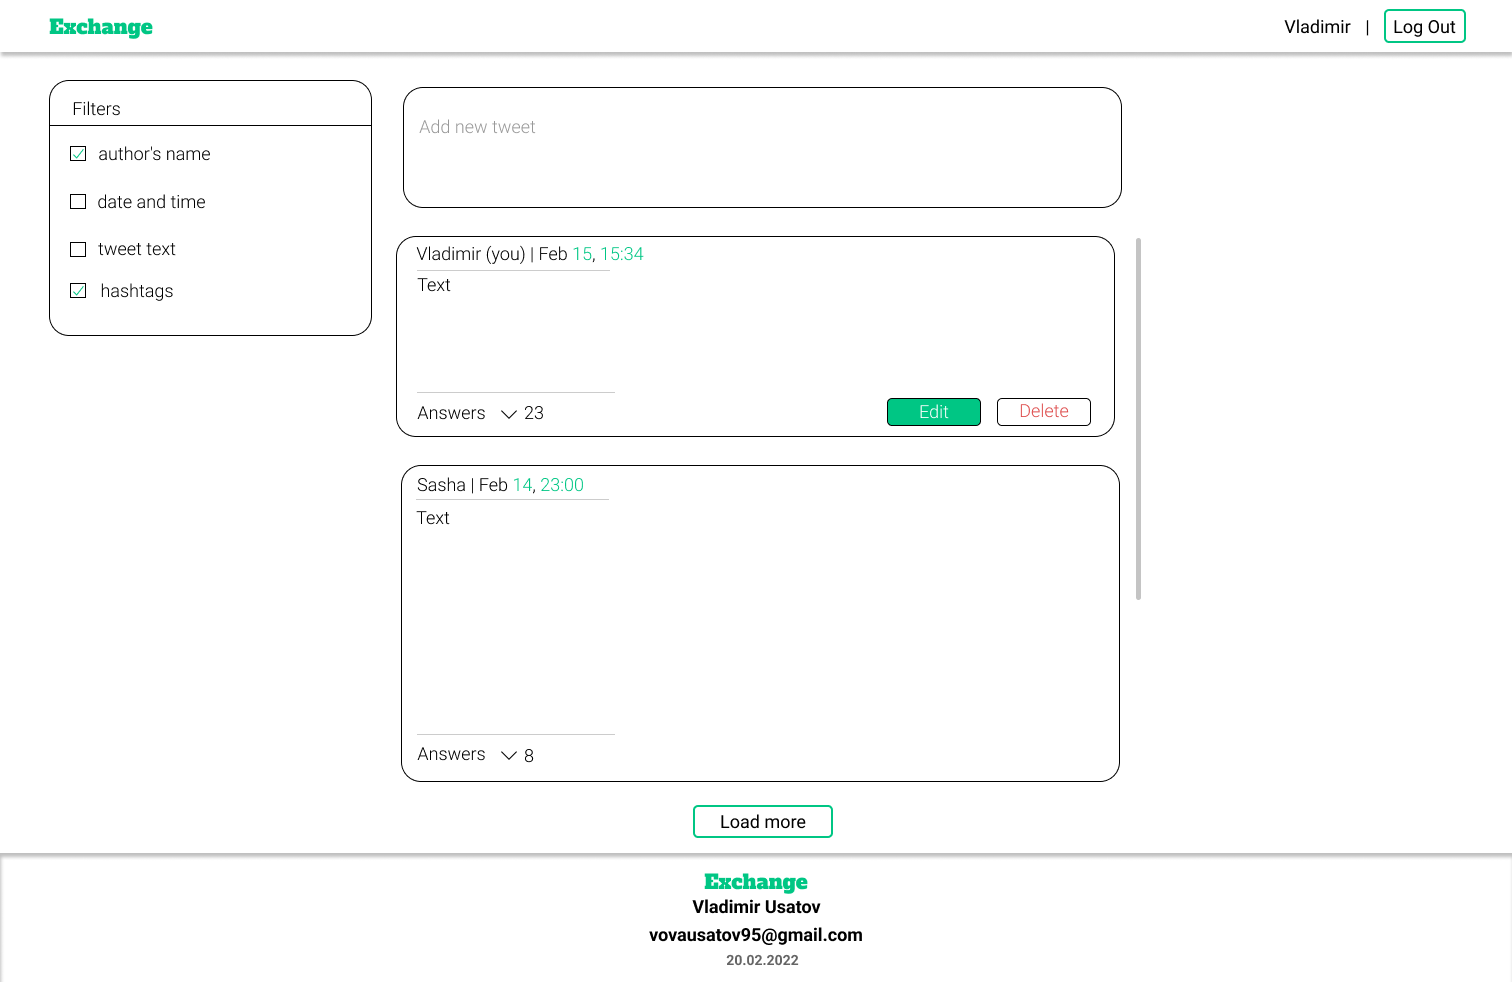 Exchange
Vladimir | Log Out
Filters
author's name
date and time
tweet text
hashtags
Add new tweet
Vladimir (you) | Feb 15, 15:34
Text
Answers 23
Edit
Delete
Sasha | Feb 14, 23:00
Text
Answers 8
Load more
Exchange
Vladimir Usatov
vovausatov95@gmail.com
20.02.2022